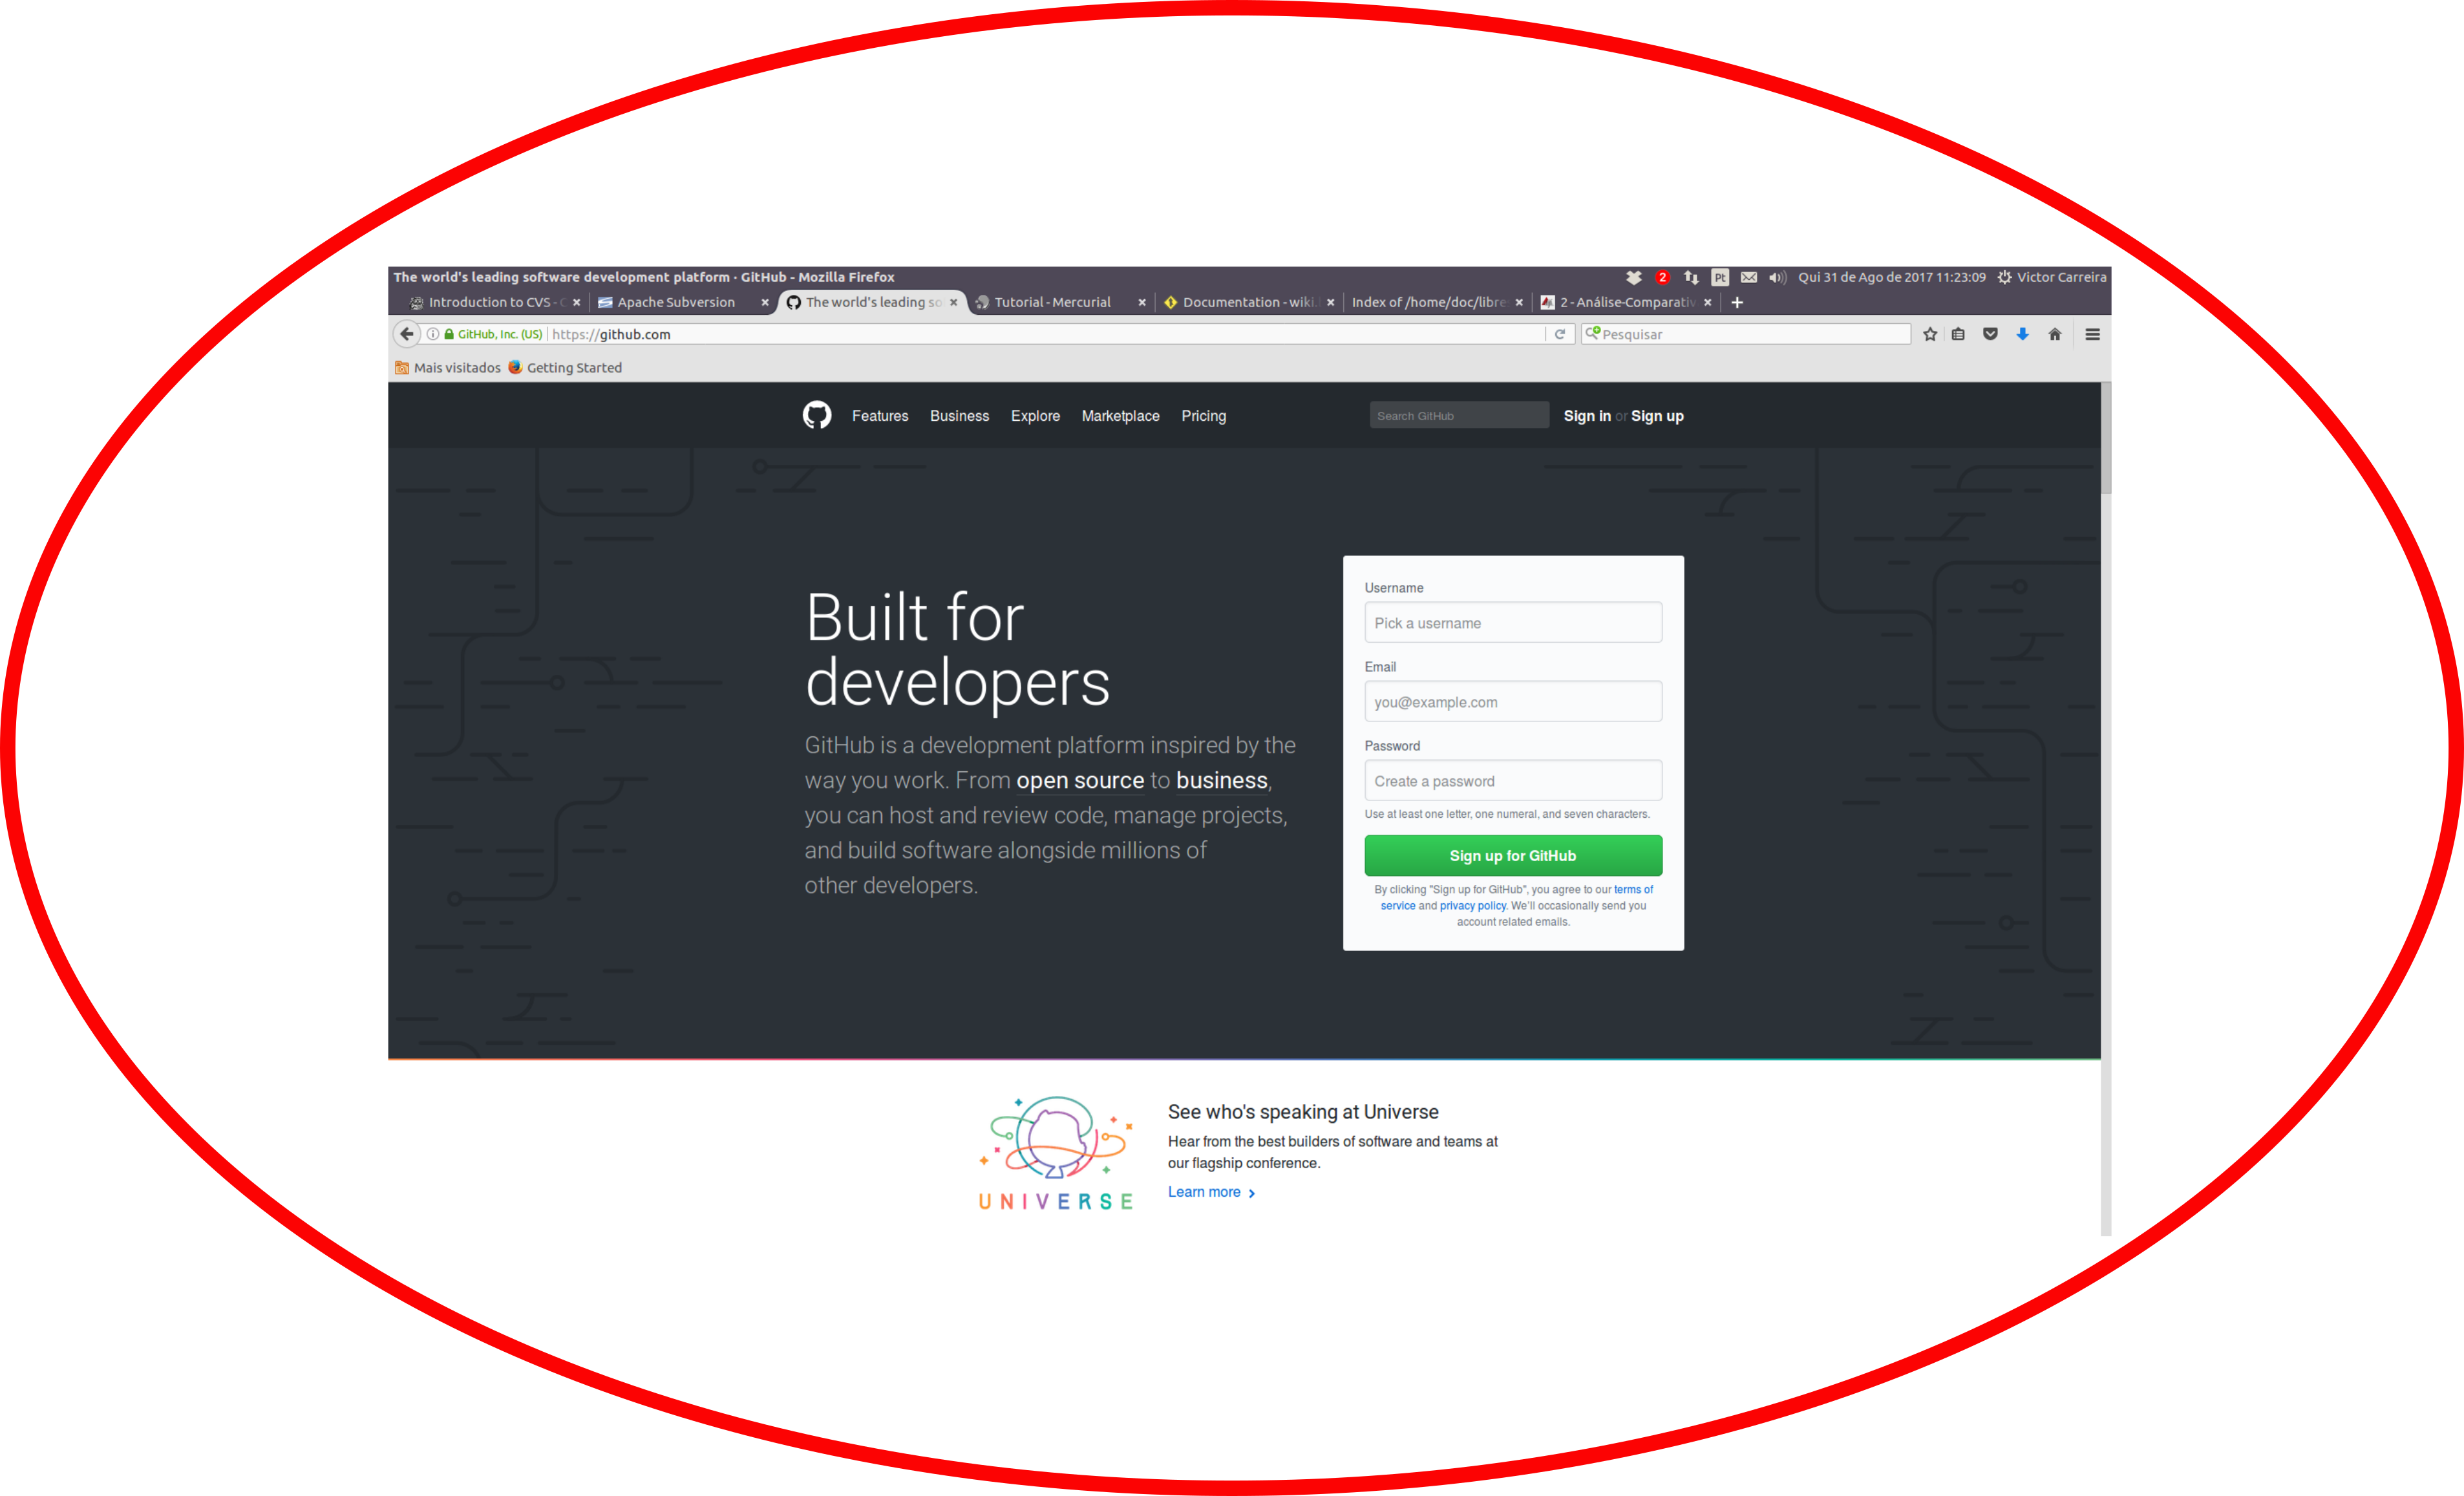 The world's leading software development platform · GitHub - Mozilla Firefox
2 Pt Qui 31 de Ago de 2017 11:23:09 Victor Carreira
Introduction to CVS - Apache Subversion The world's leading so Tutorial - Mercurial Documentation - wiki. Index of /home/doc/libre 2 - Análise-Comparativ
GitHub, Inc. (US) https://github.com Pesquisar
Mais visitados Getting Started
Features Business Explore Marketplace Pricing Search GitHub Sign in or Sign up
Built for
developers
GitHub is a development platform inspired by the
way you work. From open source to business,
you can host and review code, manage projects,
and build software alongside millions of
other developers.
Username
Pick a username
Email
you@example.com
Password
Create a password
Use at least one letter, one numeral, and seven characters.
Sign up for GitHub
By clicking "Sign up for GitHub", you agree to our terms of
service and privacy policy. We'll occasionally send you
account related emails.
UNIVERSE
See who's speaking at Universe
Hear from the best builders of software and teams at
our flagship conference.
Learn more